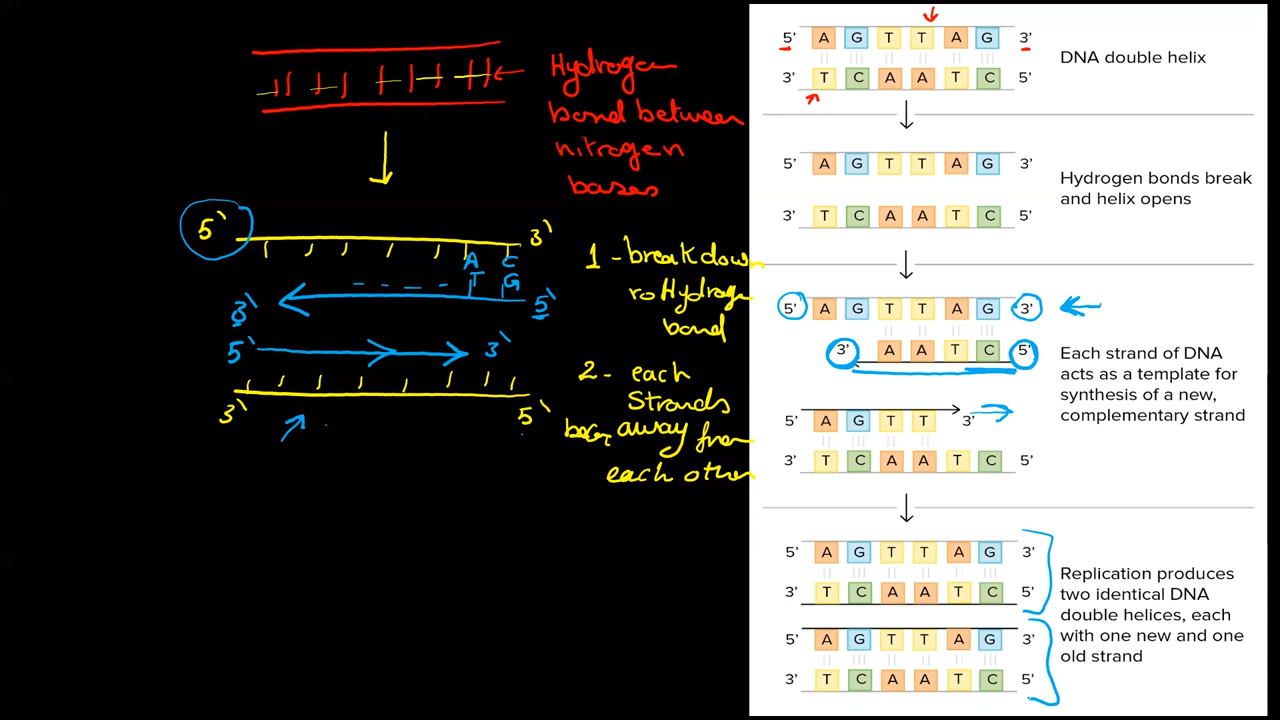 Hydrogen
bond between
nitrogen
bases
5` 3`
A C
T G
3` 5`
5` 3`
3` 5`
1 - breakdown
Hydrogen
bond
2 - each
Strands
away from
each other
5' A G T T A G 3'
3' T C A A T C 5'
DNA double helix
5' A G T T A G 3'
3' T C A A T C 5'
Hydrogen bonds break
and helix opens
5' A G T T A G 3'
3' A A T C 5'
5' A G T T 3'
3' T C A A T C 5'
Each strand of DNA
acts as a template for
synthesis of a new,
complementary strand
5' A G T T A G 3'
3' T C A A T C 5'
5' A G T T A G 3'
3' T C A A T C 5'
Replication produces
two identical DNA
double helices, each
with one new and one
old strand